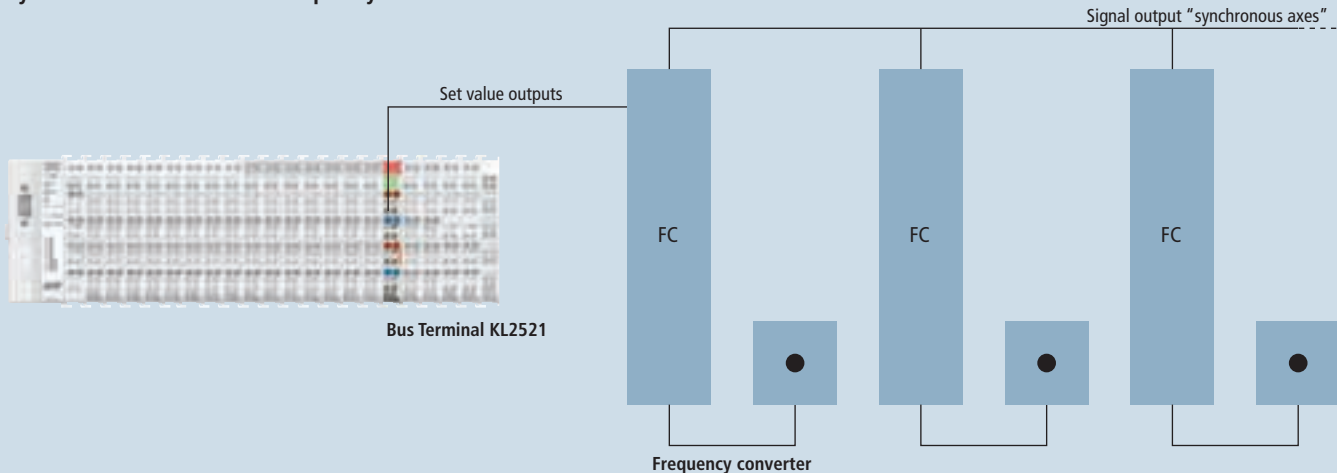 Signal output “synchronous axes”
Set value outputs
FC
FC
FC
Bus Terminal KL2521
Frequency converter